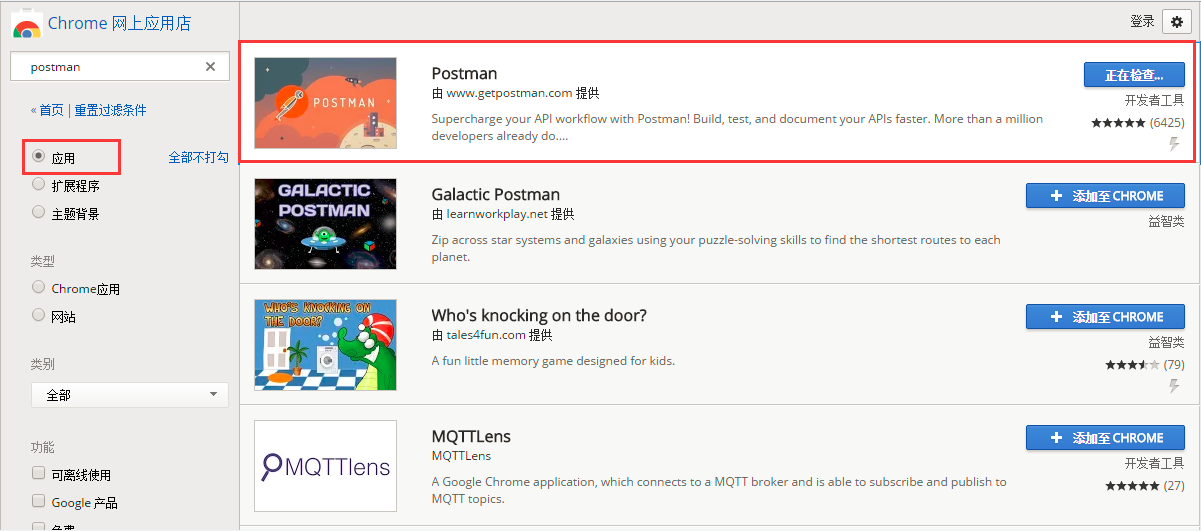 Chrome 网上应用店
登录
postman
« 首页 | 重置过滤条件
应用
全部不打勾
扩展程序
主题背景
类型
Chrome应用
网站
类别
全部
功能
可离线使用
Google 产品
免费
POSTMAN
Postman
由 www.getpostman.com 提供
Supercharge your API workflow with Postman! Build, test, and document your APIs faster. More than a million
developers already do....
正在检查...
开发者工具
★★★★★ (6425)
GALACTIC
POSTMAN
Galactic Postman
由 learnworkplay.net 提供
Zip across star systems and galaxies using your puzzle-solving skills to find the shortest routes to each
planet.
添加至 CHROME
益智类
WHO'S KNOCKING ON
THE DOOR?
Who's knocking on the door?
由 tales4fun.com 提供
A fun little memory game designed for kids.
添加至 CHROME
益智类
(79)
MQTTlens
MQTTLens
MQTTLens
A Google Chrome application, which connects to a MQTT broker and is able to subscribe and publish to
MQTT topics.
添加至 CHROME
开发者工具
★★★★★ (27)